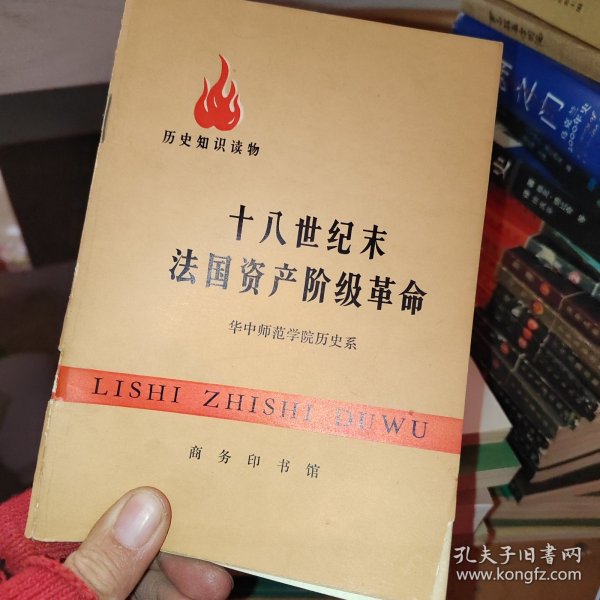 历史知识读物
十八世纪末
法国资产阶级革命
华中师范学院历史系
LISHI ZHISHI DUWU
商务印书馆
之门
孔夫子旧书网
www.kongfz.com